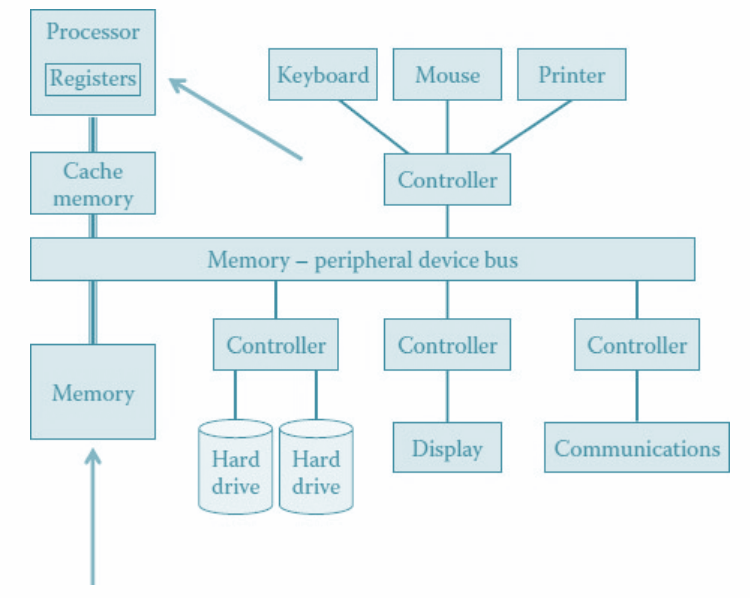 Processor
Registers
Keyboard
Mouse
Printer
Cache
memory
Controller
Memory – peripheral device bus
Controller
Controller
Controller
Memory
Hard
drive
Hard
drive
Display
Communications